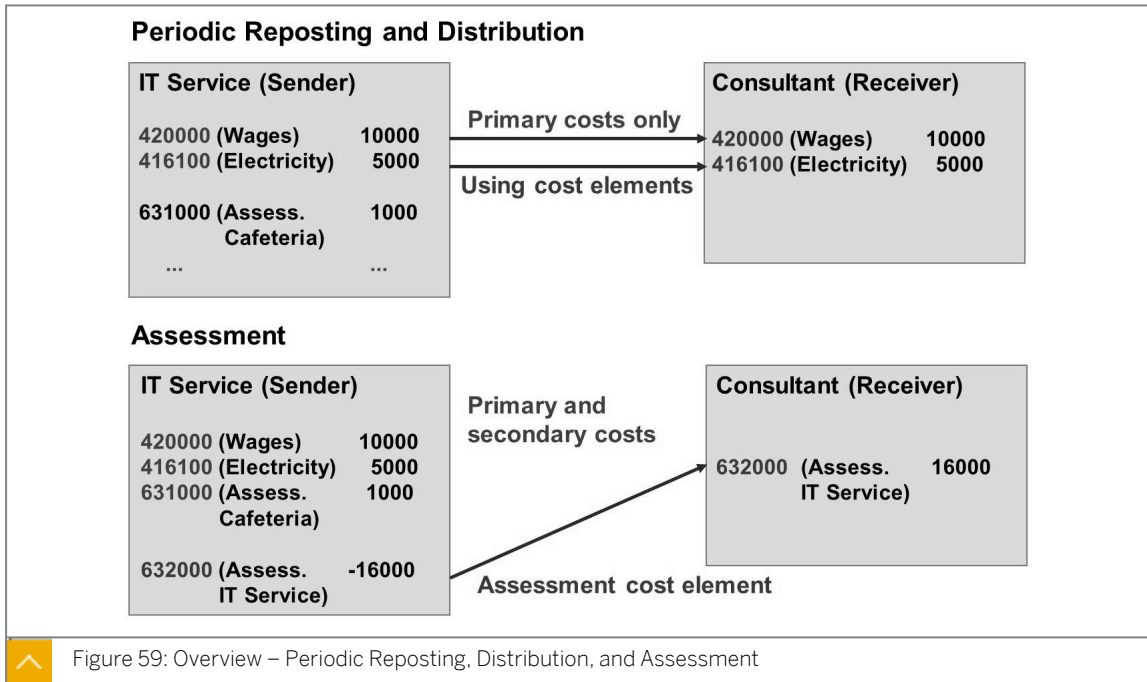 Periodic Reposting and Distribution
IT Service (Sender)
420000 (Wages) 10000
416100 (Electricity) 5000
631000 (Assess. 1000
Cafeteria)
... ...
Primary costs only
Using cost elements
Consultant (Receiver)
420000 (Wages) 10000
416100 (Electricity) 5000
Assessment
IT Service (Sender)
420000 (Wages) 10000
416100 (Electricity) 5000
631000 (Assess. 1000
Cafeteria)
632000 (Assess. -16000
IT Service)
Primary and
secondary costs
Assessment cost element
Consultant (Receiver)
632000 (Assess. 16000
IT Service)
Figure 59: Overview – Periodic Reposting, Distribution, and Assessment